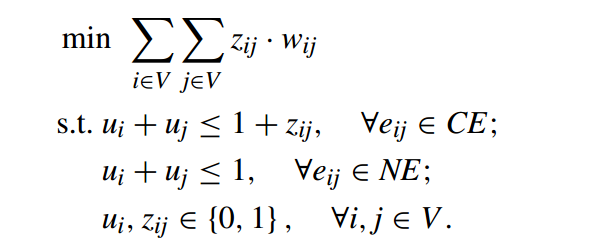 min ∑∑ z_{ij} · w_{ij}
i∈V j∈V
s.t. u_i + u_j ≤ 1 + z_{ij}, ∀e_{ij} ∈ CE;
u_i + u_j ≤ 1, ∀e_{ij} ∈ NE;
u_i, z_{ij} ∈ {0, 1}, ∀i, j ∈ V.